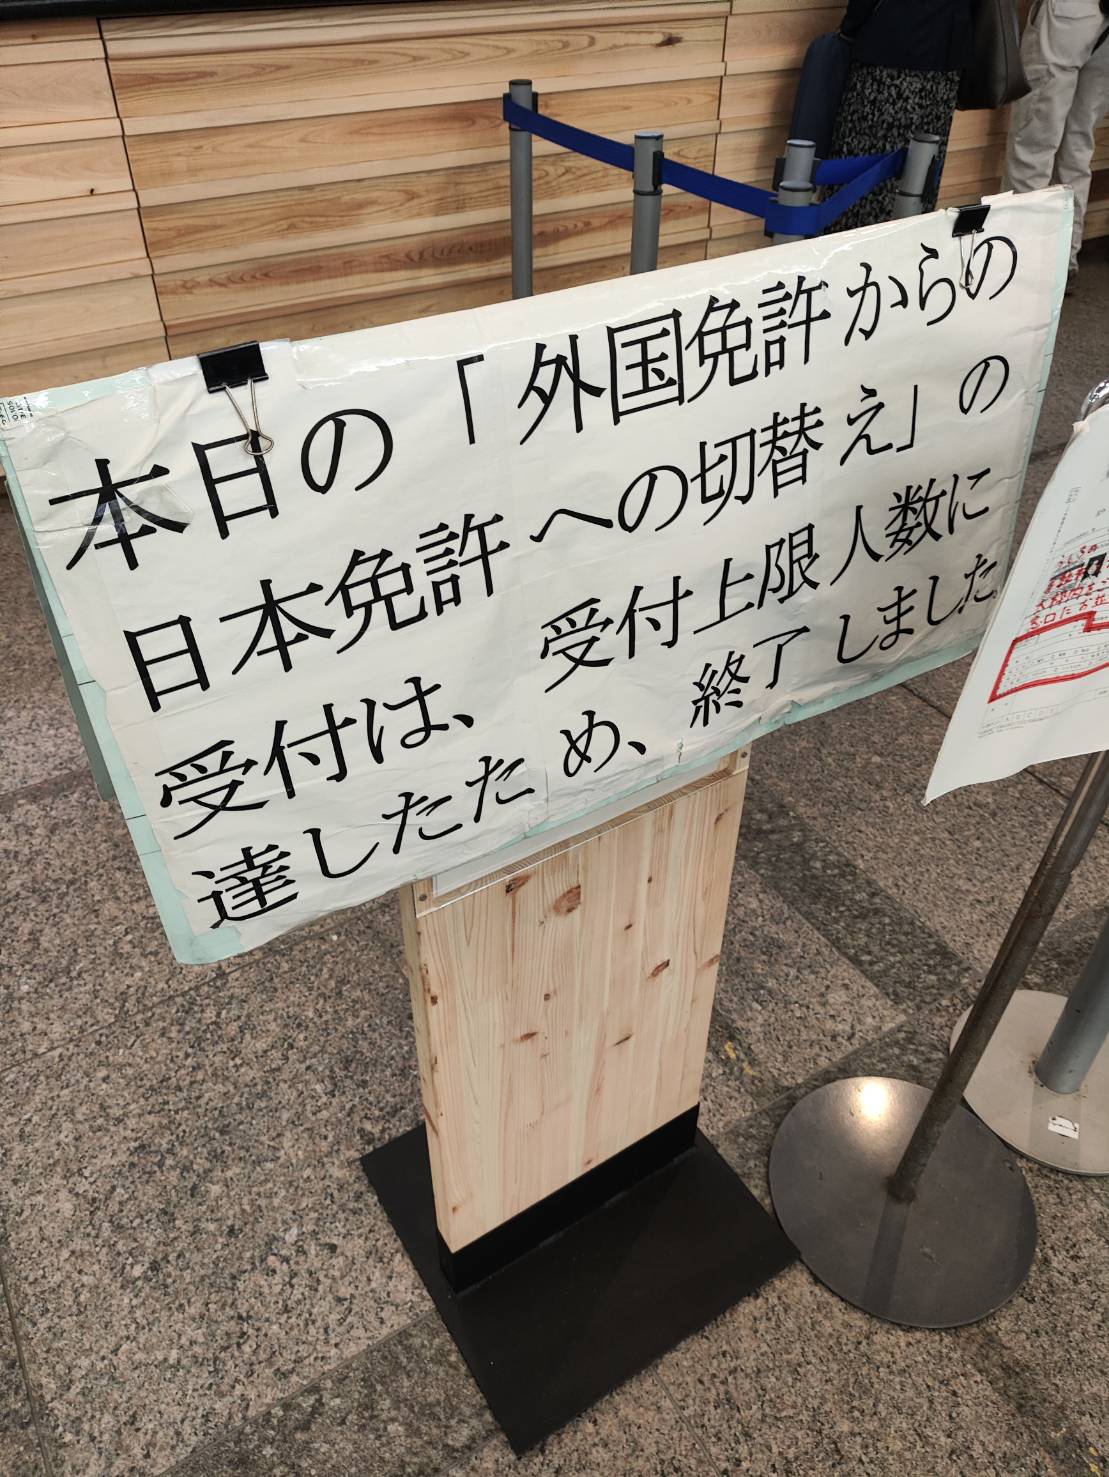 本日の「外国免許からの
日本免許への切替え」の
受付は、受付上限人数に
達したため、終了しました